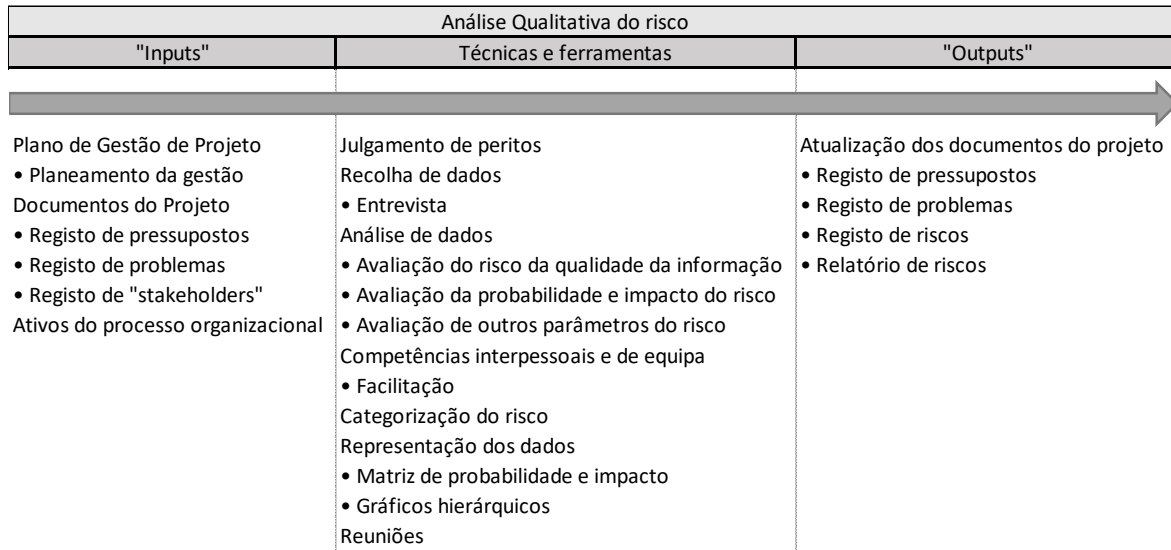 Análise Qualitativa do risco
"Inputs"
Técnicas e ferramentas
"Outputs"
Plano de Gestão de Projeto
• Planeamento da gestão
Documentos do Projeto
• Registo de pressupostos
• Registo de problemas
• Registo de "stakeholders"
Ativos do processo organizacional
Julgamento de peritos
Recolha de dados
• Entrevista
Análise de dados
• Avaliação do risco da qualidade da informação
• Avaliação da probabilidade e impacto do risco
• Avaliação de outros parâmetros do risco
Competências interpessoais e de equipa
• Facilitação
Categorização do risco
Representação dos dados
• Matriz de probabilidade e impacto
• Gráficos hierárquicos
Reuniões
Atualização dos documentos do projeto
• Registo de pressupostos
• Registo de problemas
• Registo de riscos
• Relatório de riscos